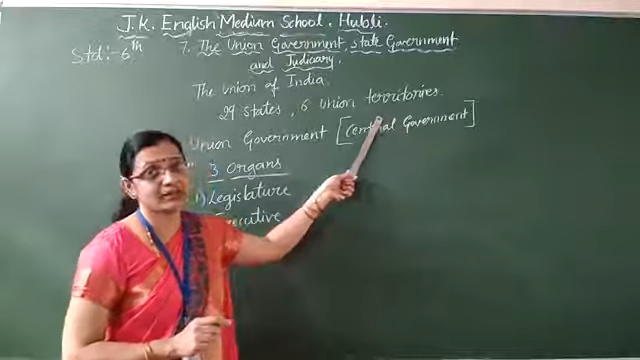 J.K. English Medium School, Hubli.
Std:- 6th 7. The Union Government, state Government
and Judiciary.
The union of India
29 states, 6 union territories.
Union Government [Central Government]
3 organs
1) Legislature
Executive